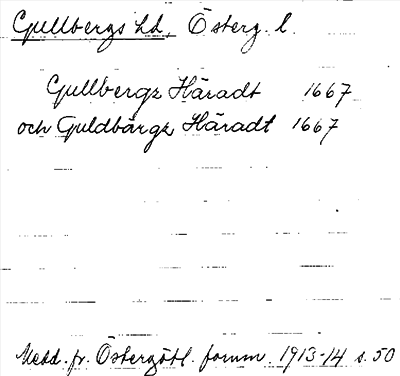 Gullbergs hd, Österg. l.
Gullbergz Häradt 1667
och Guldbärgz Häradt 1667
Medd. fr. Östergötl. fornm. 1913-14 s. 50